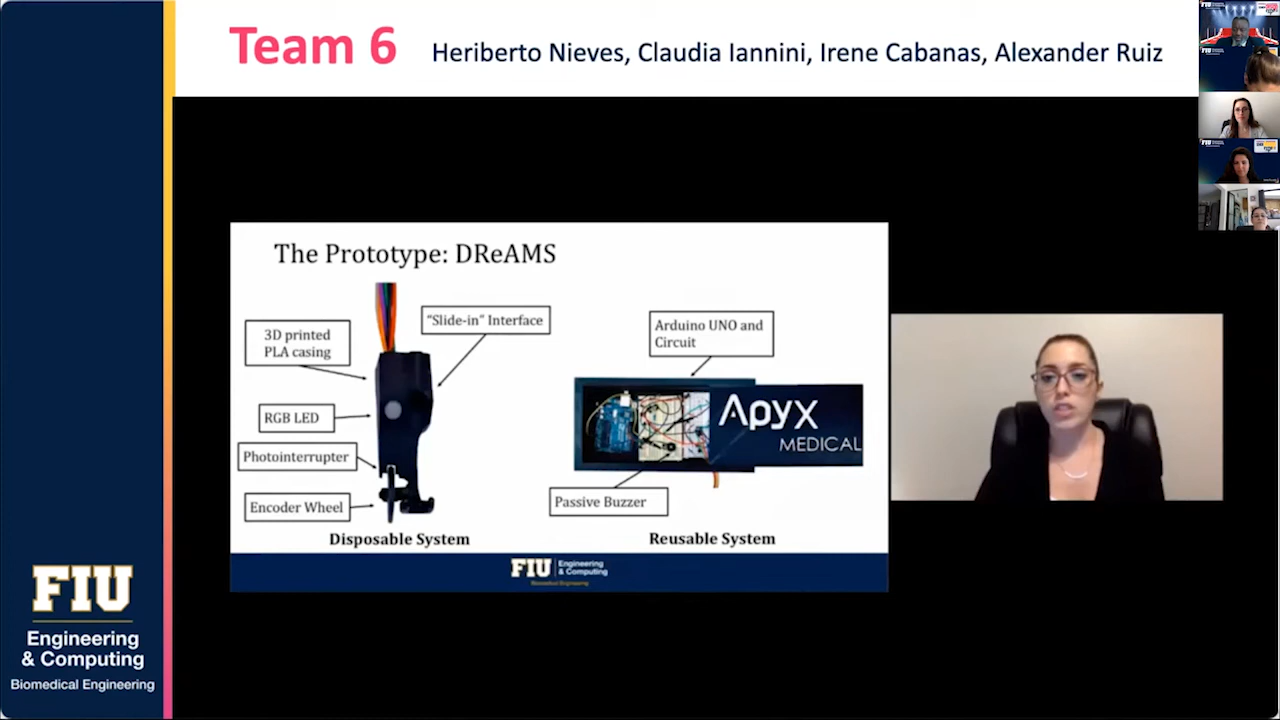 Team 6
Heriberto Nieves, Claudia Iannini, Irene Cabanas, Alexander Ruiz
The Prototype: DReAMS
3D printed
PLA casing
"Slide-in" Interface
RGB LED
Photointerrupter
Encoder Wheel
Disposable System
Arduino UNO and
Circuit
Apyx
MEDICAL
Passive Buzzer
Reusable System
FIU
Engineering
& Computing
Biomedical Engineering
FIU
Engineering
& Computing
Biomedical Engineering